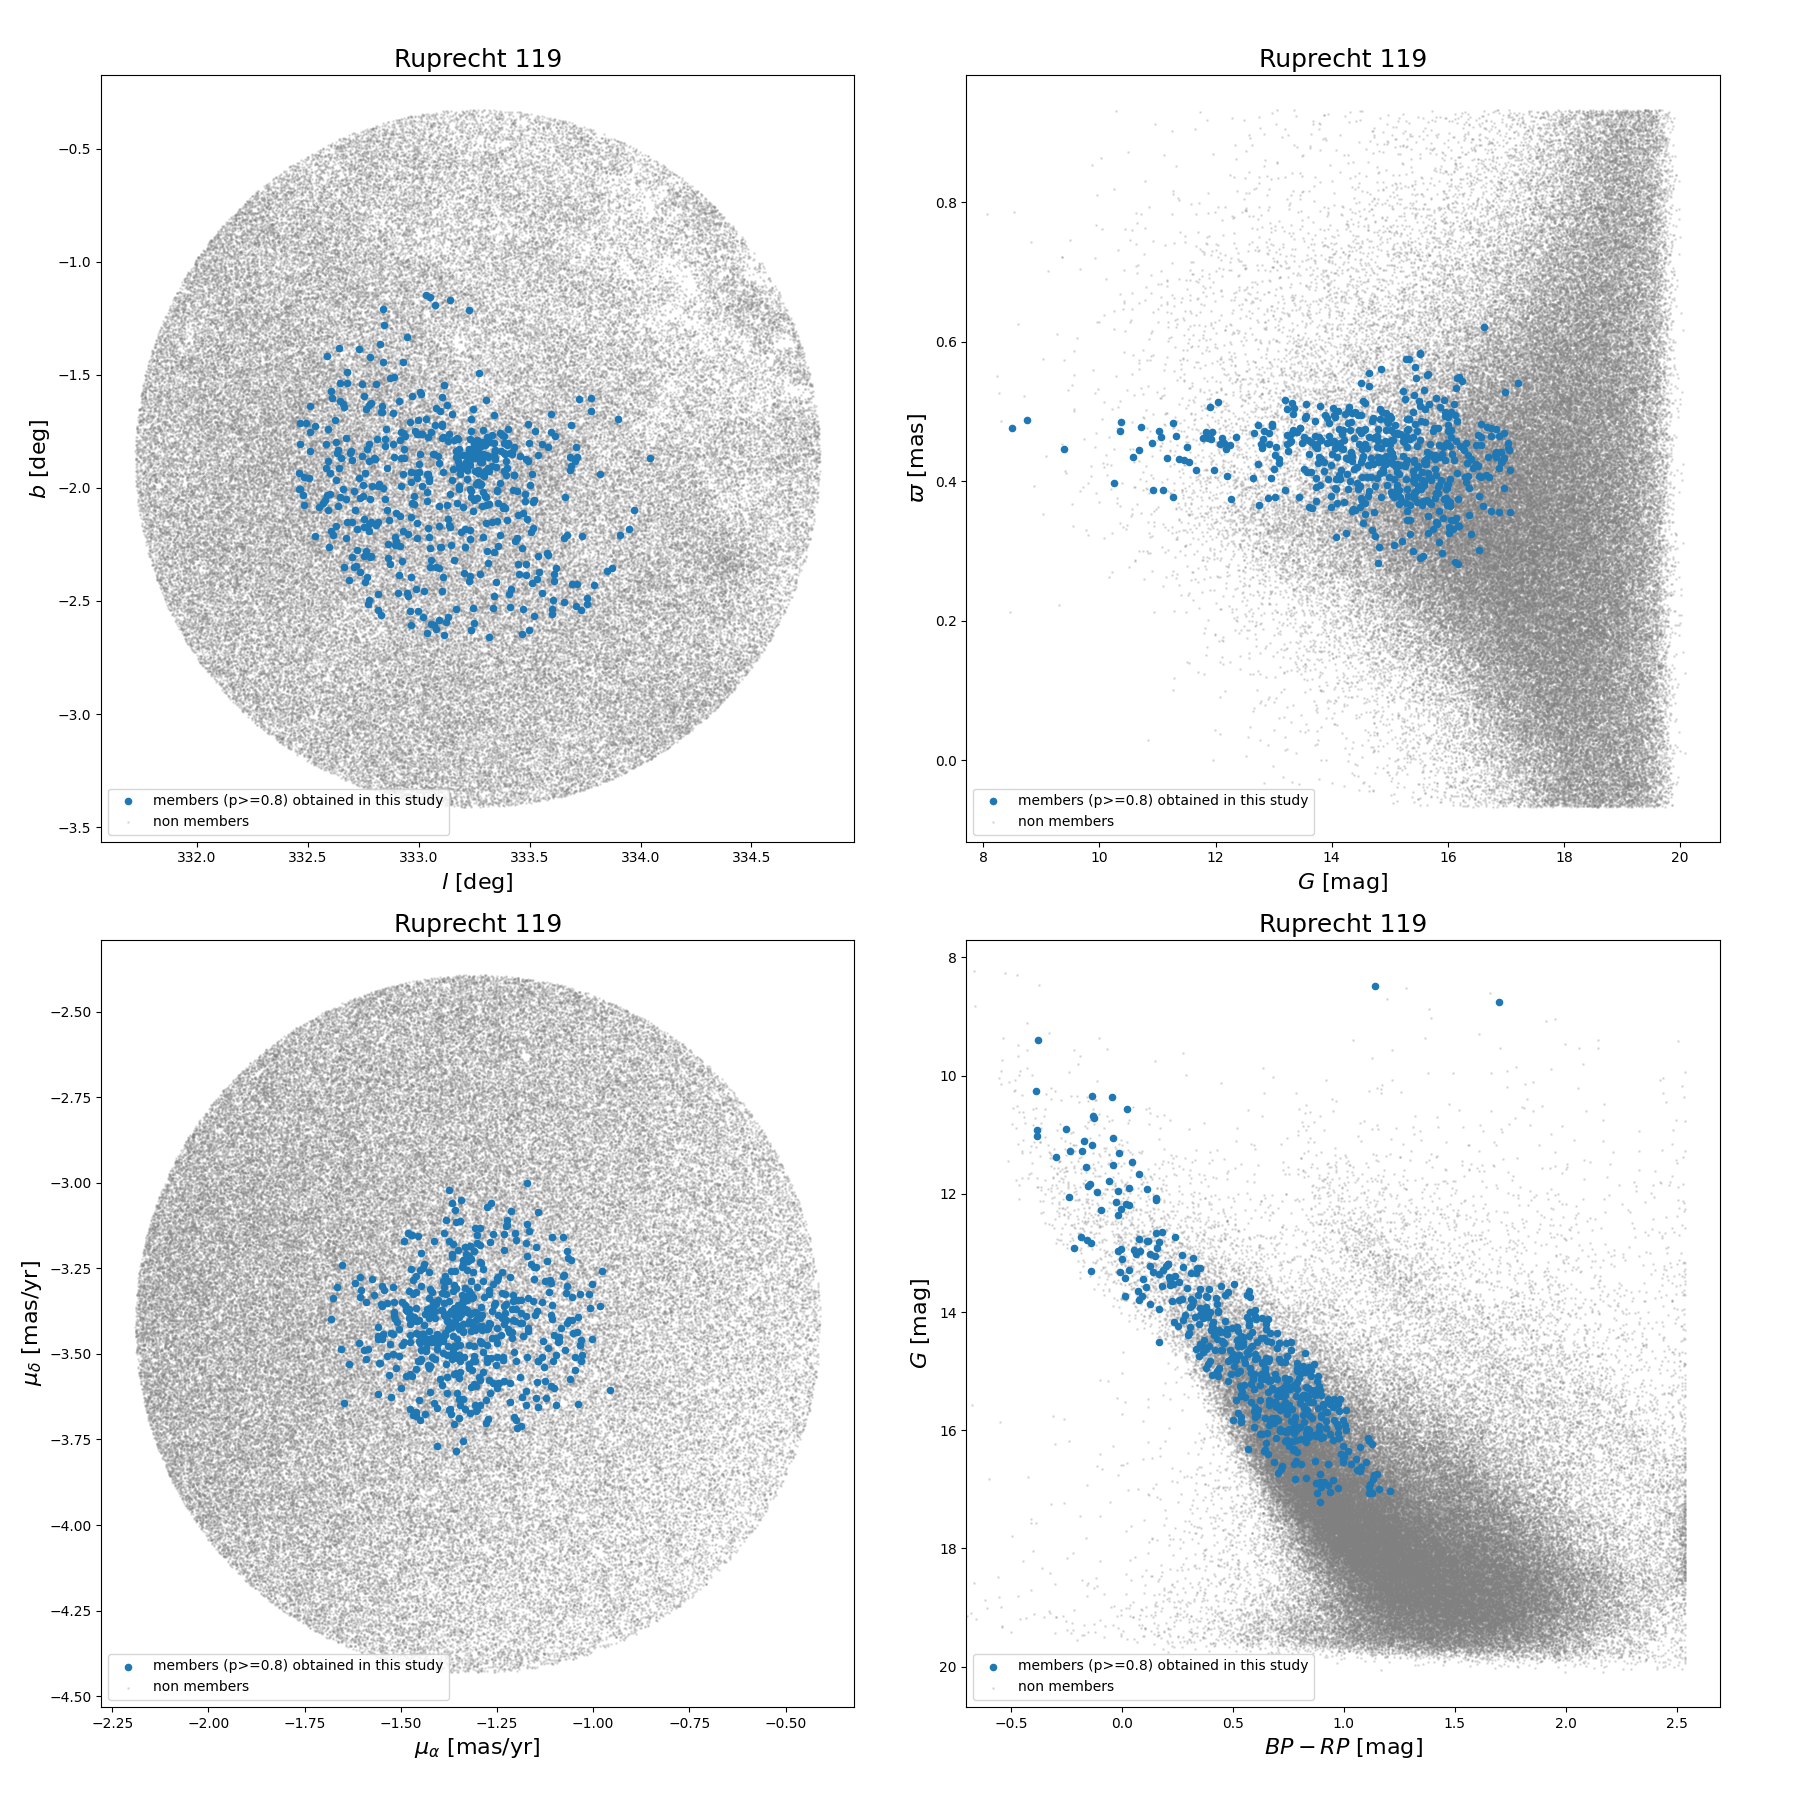 Ruprecht 119
−0.5
−1.0
−1.5
−2.0
−2.5
−3.0
−3.5
b [deg]
members (p>=0.8) obtained in this study
non members
332.0 332.5 333.0 333.5 334.0 334.5
l [deg]
Ruprecht 119
0.8
0.6
0.4
0.2
0.0
ϖ [mas]
members (p>=0.8) obtained in this study
non members
8 10 12 14 16 18 20
G [mag]
Ruprecht 119
−2.50
−2.75
−3.00
−3.25
−3.50
−3.75
−4.00
−4.25
−4.50
μδ [mas/yr]
members (p>=0.8) obtained in this study
non members
−2.25 −2.00 −1.75 −1.50 −1.25 −1.00 −0.75 −0.50
μα [mas/yr]
Ruprecht 119
8
10
12
14
16
18
20
G [mag]
members (p>=0.8) obtained in this study
non members
−0.5 0.0 0.5 1.0 1.5 2.0 2.5
BP − RP [mag]